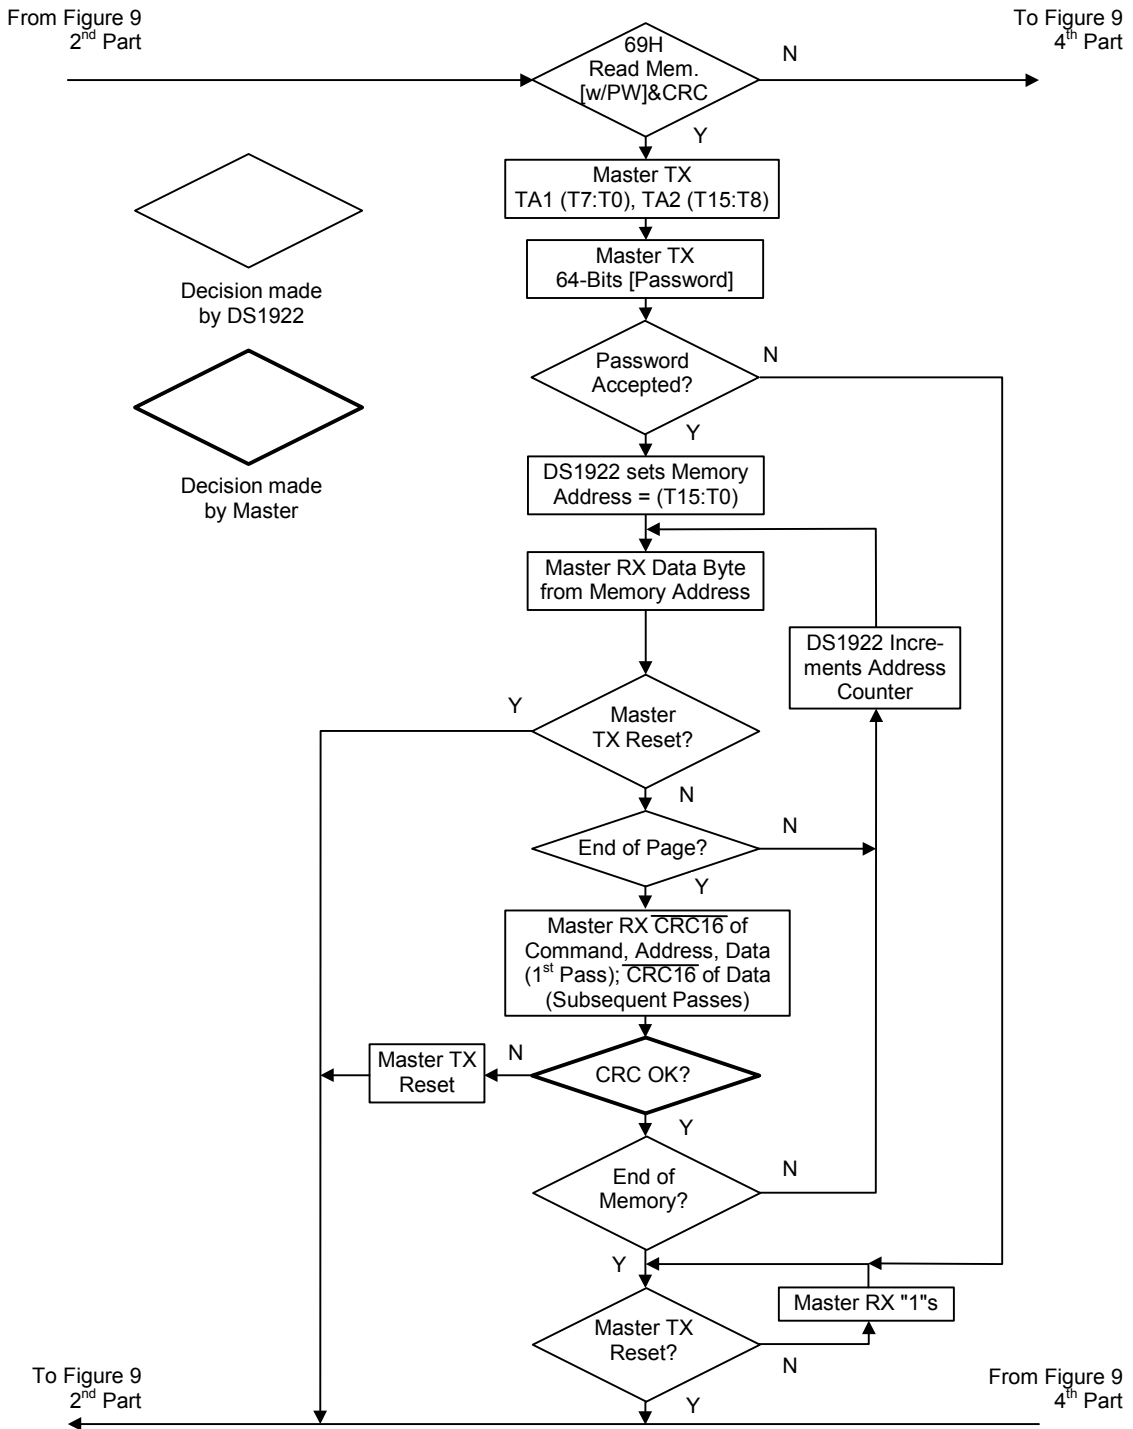 From Figure 9
2nd Part
To Figure 9
4th Part
69H
Read Mem.
[w/PW]&CRC
N
Y
Master TX
TA1 (T7:T0), TA2 (T15:T8)
Master TX
64-Bits [Password]
Decision made
by DS1922
Password
Accepted?
N
Y
Decision made
by Master
DS1922 sets Memory
Address = (T15:T0)
Master RX Data Byte
from Memory Address
DS1922 Incre-
ments Address
Counter
Y
Master
TX Reset?
N
End of Page?
N
Y
Master RX CRC16 of
Command, Address, Data
(1st Pass); CRC16 of Data
(Subsequent Passes)
Master TX
Reset
N
CRC OK?
Y
End of
Memory?
N
Y
Master RX "1"s
Master TX
Reset?
N
Y
To Figure 9
2nd Part
From Figure 9
4th Part